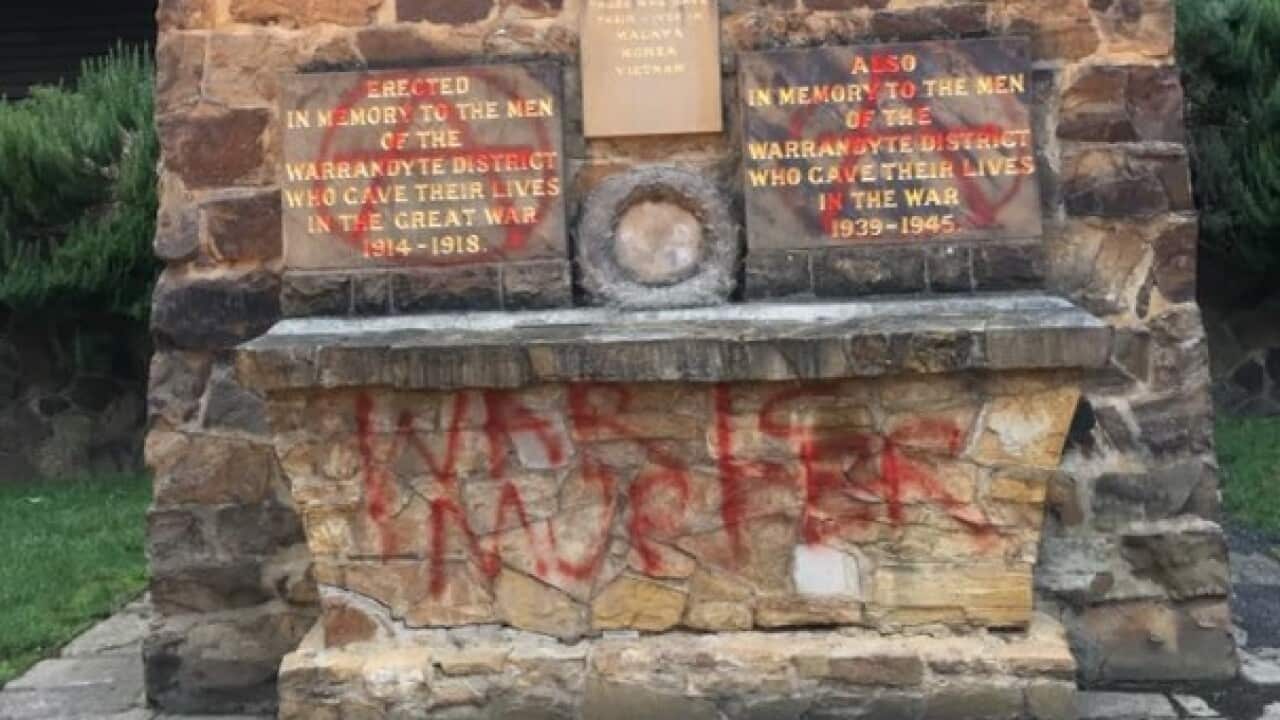 THEIR LIVES IN
MALAYA
KOREA
VIETNAM
ERECTED
IN MEMORY TO THE MEN
OF THE
WARRANDYTE DISTRICT
WHO GAVE THEIR LIVES
IN THE GREAT WAR
1914-1918.
ALSO
IN MEMORY TO THE MEN
OF THE
WARRANDYTE DISTRICT
WHO GAVE THEIR LIVES
IN THE WAR
1939-1945.
WAR IS
MURDER